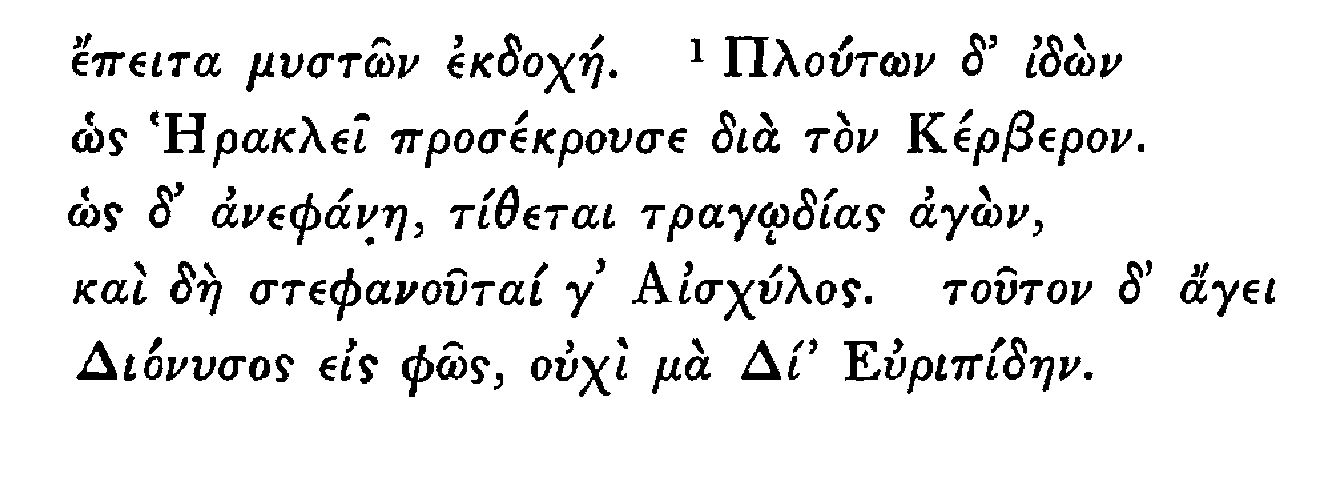 ἔπειτα μυστῶν ἐκδοχή. ¹ Πλούτων δ’ ἰδὼν
ὡς Ἡρακλεῖ προσέκρουσε διὰ τὸν Κέρβερον.
ὡς δ’ ἀνεφάνη, τίθεται τραγῳδίας ἀγὼν,
καὶ δὴ στεφανοῦταί γ’ Αἰσχύλος. τοῦτον δ’ ἄγει
Διόνυσος εἰς φῶς, οὐχὶ μὰ Δί’ Εὐριπίδην.